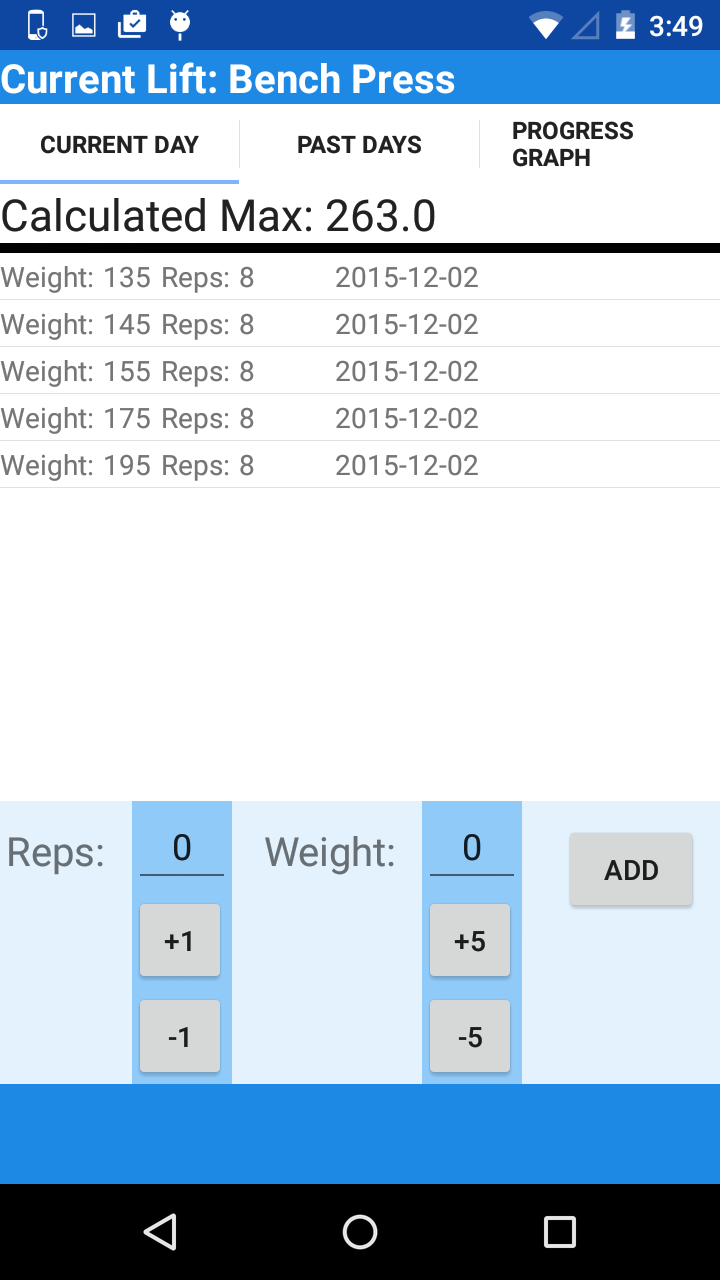 3:49
Current Lift: Bench Press
CURRENT DAY
PAST DAYS
PROGRESS
GRAPH
Calculated Max: 263.0
Weight: 135 Reps: 8 2015-12-02
Weight: 145 Reps: 8 2015-12-02
Weight: 155 Reps: 8 2015-12-02
Weight: 175 Reps: 8 2015-12-02
Weight: 195 Reps: 8 2015-12-02
Reps: 0 Weight: 0 ADD
+1 +5
-1 -5